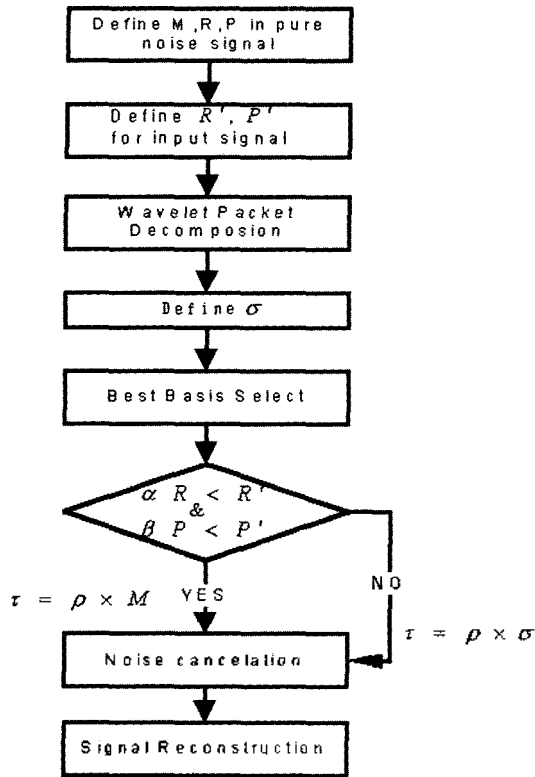 Define M,R,P in pure
noise signal
Define R', P'
for input signal
Wavelet Packet
Decomposion
Define σ
Best Basis Select
α R < R'
&
β P < P'
τ = ρ × M
YES
NO
τ = ρ × σ
Noise cancelation
Signal Reconstruction